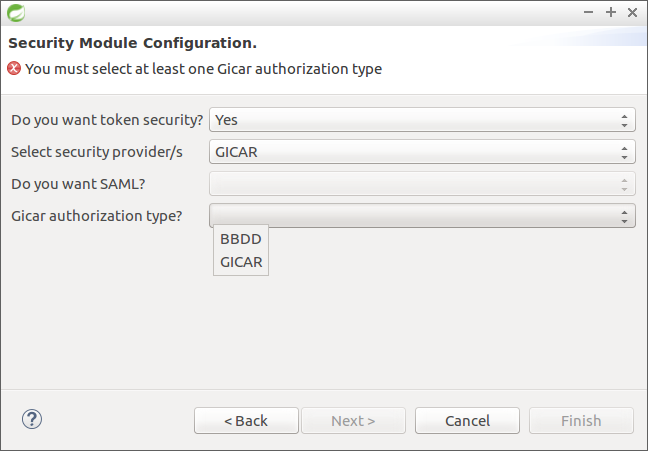 Security Module Configuration.
You must select at least one Gicar authorization type
Do you want token security? Yes
Select security provider/s GICAR
Do you want SAML?
Gicar authorization type?
BBDD
GICAR
? < Back Next > Cancel Finish